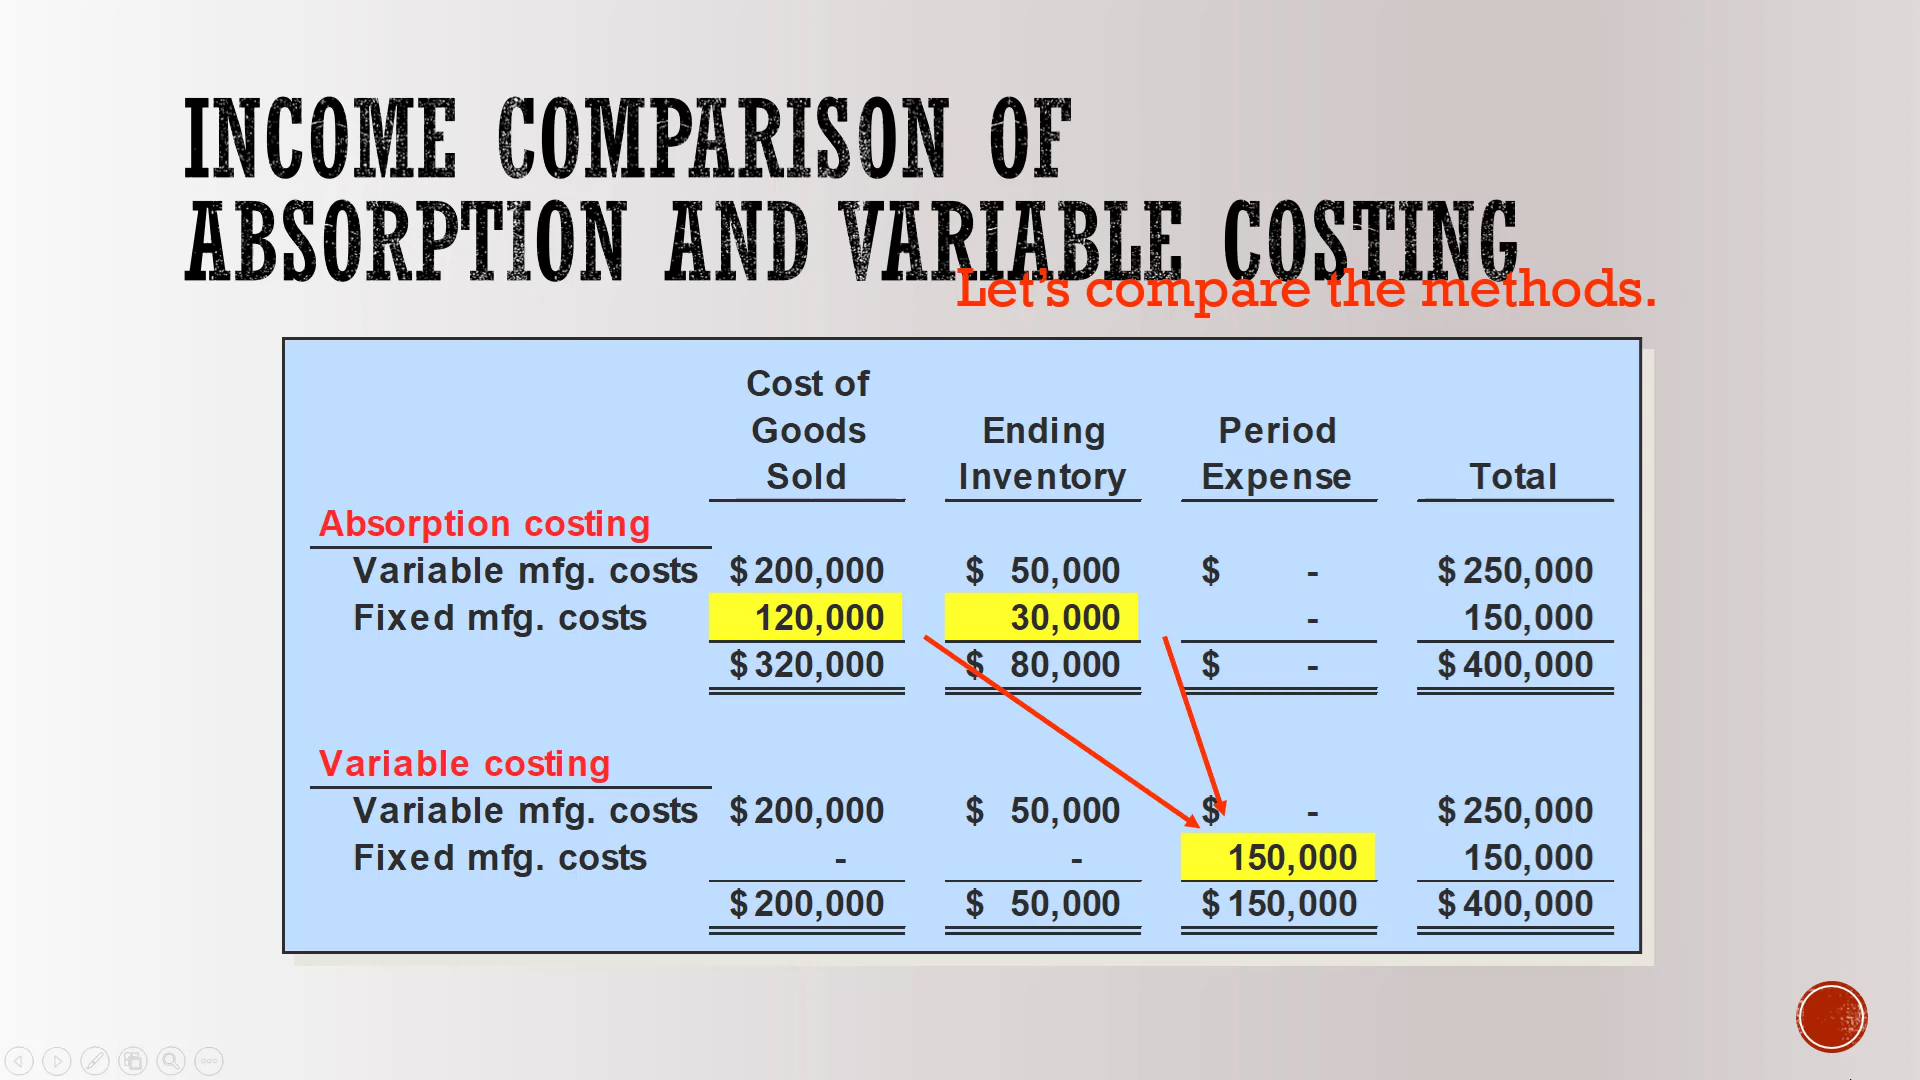 INCOME COMPARISON OF
ABSORPTION AND VARIABLE COSTING
Let's compare the methods.
Cost of
Goods Ending Period
Sold Inventory Expense Total
Absorption costing
Variable mfg. costs $ 200,000 $ 50,000 $ - $ 250,000
Fixed mfg. costs 120,000 30,000 - 150,000
$ 320,000 $ 80,000 $ - $ 400,000
Variable costing
Variable mfg. costs $ 200,000 $ 50,000 $ - $ 250,000
Fixed mfg. costs - - 150,000 150,000
$ 200,000 $ 50,000 $ 150,000 $ 400,000